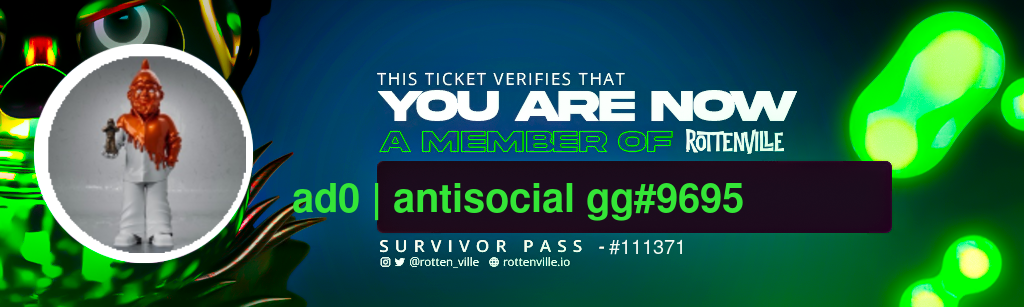 THIS TICKET VERIFIES THAT
YOU ARE NOW
A MEMBER OF ROTTENVILLE
ad0 | antisocial gg#9695
SURVIVOR PASS - #111371
@rotten_ville rottenville.io